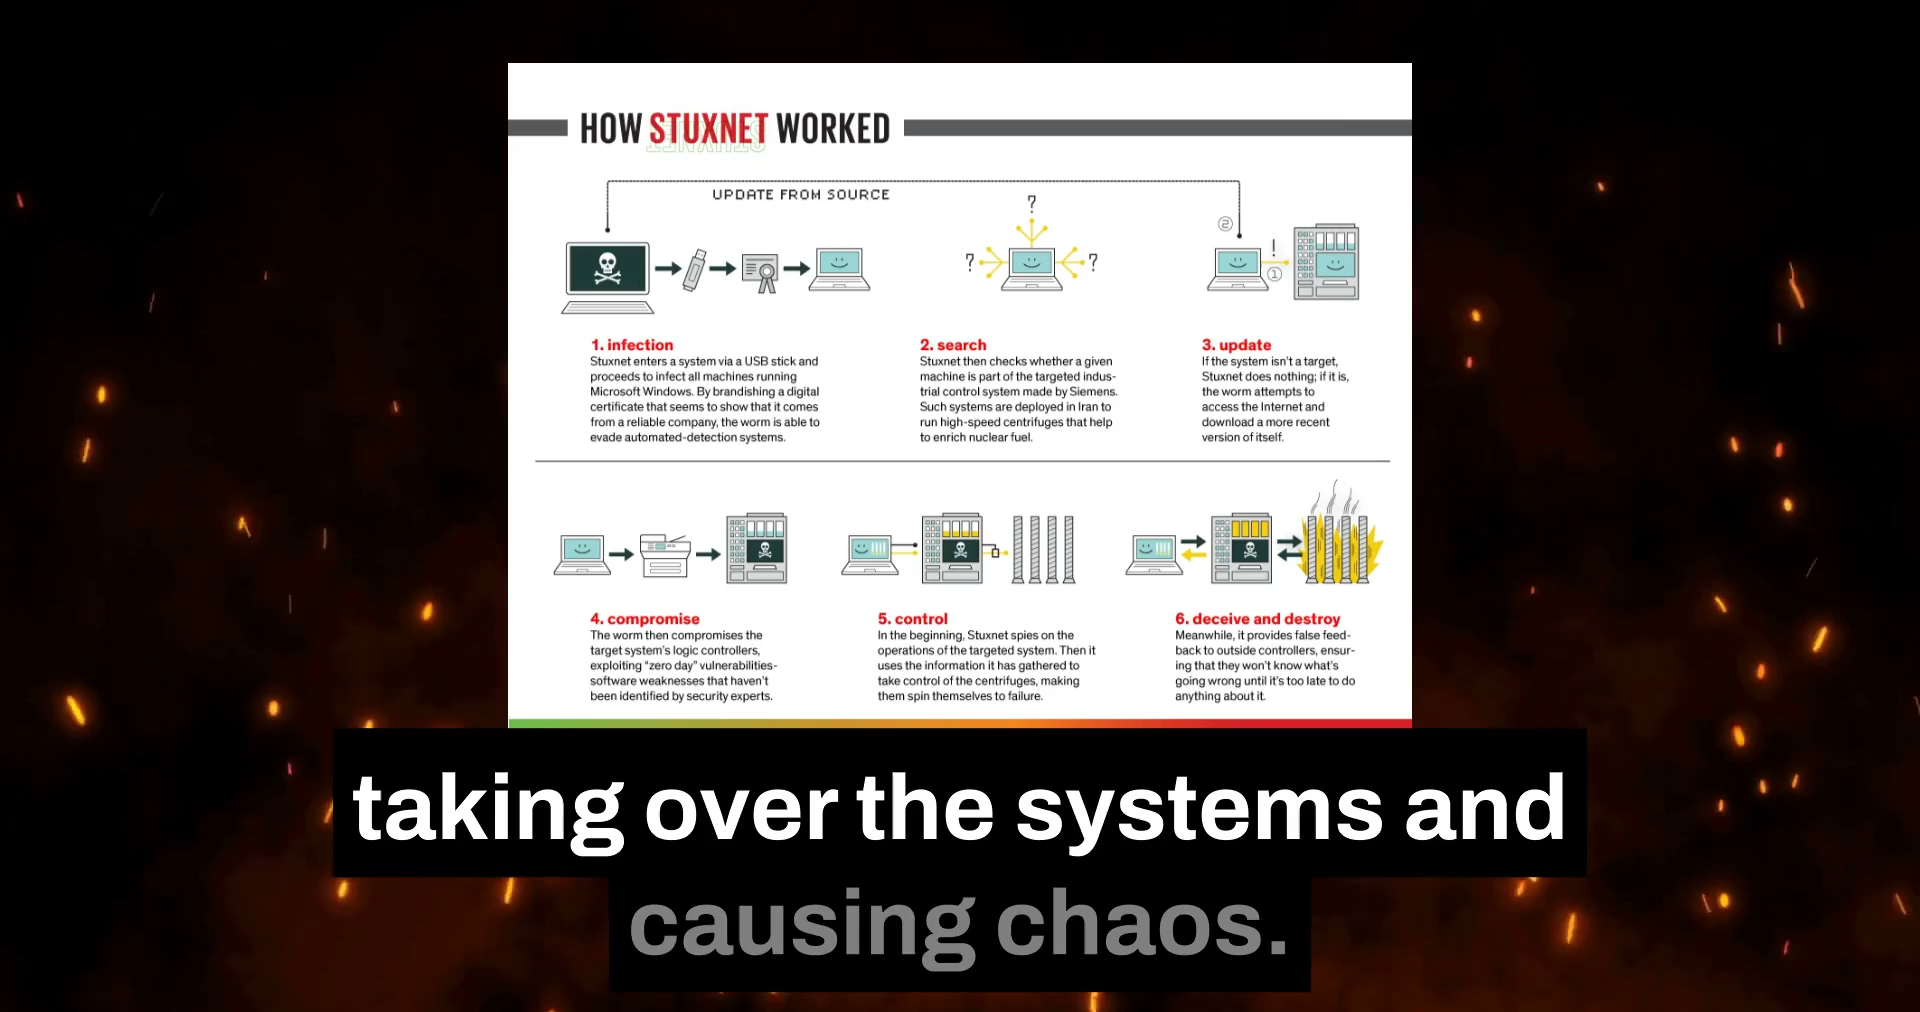 HOW STUXNET WORKED
UPDATE FROM SOURCE
?
? ?
2
!
1
1. infection
Stuxnet enters a system via a USB stick and
proceeds to infect all machines running
Microsoft Windows. By brandishing a digital
certificate that seems to show that it comes
from a reliable company, the worm is able to
evade automated-detection systems.
2. search
Stuxnet then checks whether a given
machine is part of the targeted indus-
trial control system made by Siemens.
Such systems are deployed in Iran to
run high-speed centrifuges that help
to enrich nuclear fuel.
3. update
If the system isn't a target,
Stuxnet does nothing; if it is,
the worm attempts to
access the Internet and
download a more recent
version of itself.
4. compromise
The worm then compromises the
target system's logic controllers,
exploiting “zero day” vulnerabilities-
software weaknesses that haven't
been identified by security experts.
5. control
In the beginning, Stuxnet spies on the
operations of the targeted system. Then it
uses the information it has gathered to
take control of the centrifuges, making
them spin themselves to failure.
6. deceive and destroy
Meanwhile, it provides false feed-
back to outside controllers, ensur-
ing that they won't know what's
going wrong until it's too late to do
anything about it.
taking over the systems and
causing chaos.